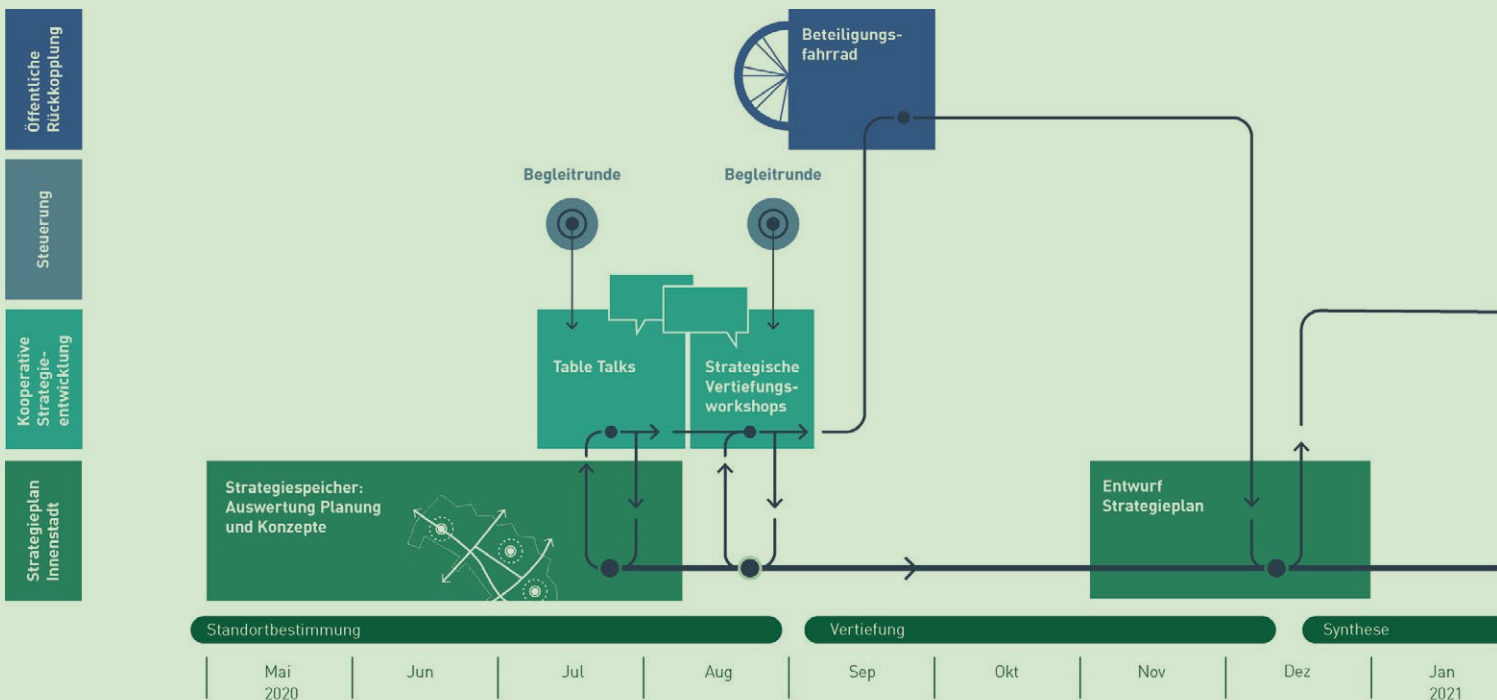 Öffentliche
Rückkopplung
Beteiligungs-
fahrrad
Steuerung
Begleitrunde
Begleitrunde
Kooperative
Strategie-
entwicklung
Table Talks
Strategische
Vertiefungs-
workshops
Strategieplan
Innenstadt
Strategiespeicher:
Auswertung Planung
und Konzepte
Entwurf
Strategieplan
Standortbestimmung
Vertiefung
Synthese
Mai
2020
Jun
Jul
Aug
Sep
Okt
Nov
Dez
Jan
2021